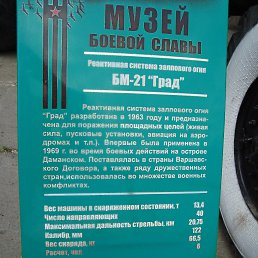 МУЗЕЙ
БОЕВОЙ СЛАВЫ
Реактивная система залпового огня
БМ-21 "Град"
Реактивная система залпового огня
"Град" разработана в 1963 году и предназна-
чена для поражения площадных целей (живая
сила, пусковые установки, авиация на аэро-
дромах и т.п.). Впервые была применена в
1969 г. во время боевых действий на острове
Даманском. Поставлялась в страны Варшавс-
кого Договора, а также ряду дружественных
стран,использовалась во множестве военных
конфликтах.
Вес машины в снаряженном состоянии, т 13,4
Число направляющих 40
Максимальная дальность стрельбы, км 20,75
Калибр, мм 122
Вес снаряда, кг 66,5
Расчет, чел. 6